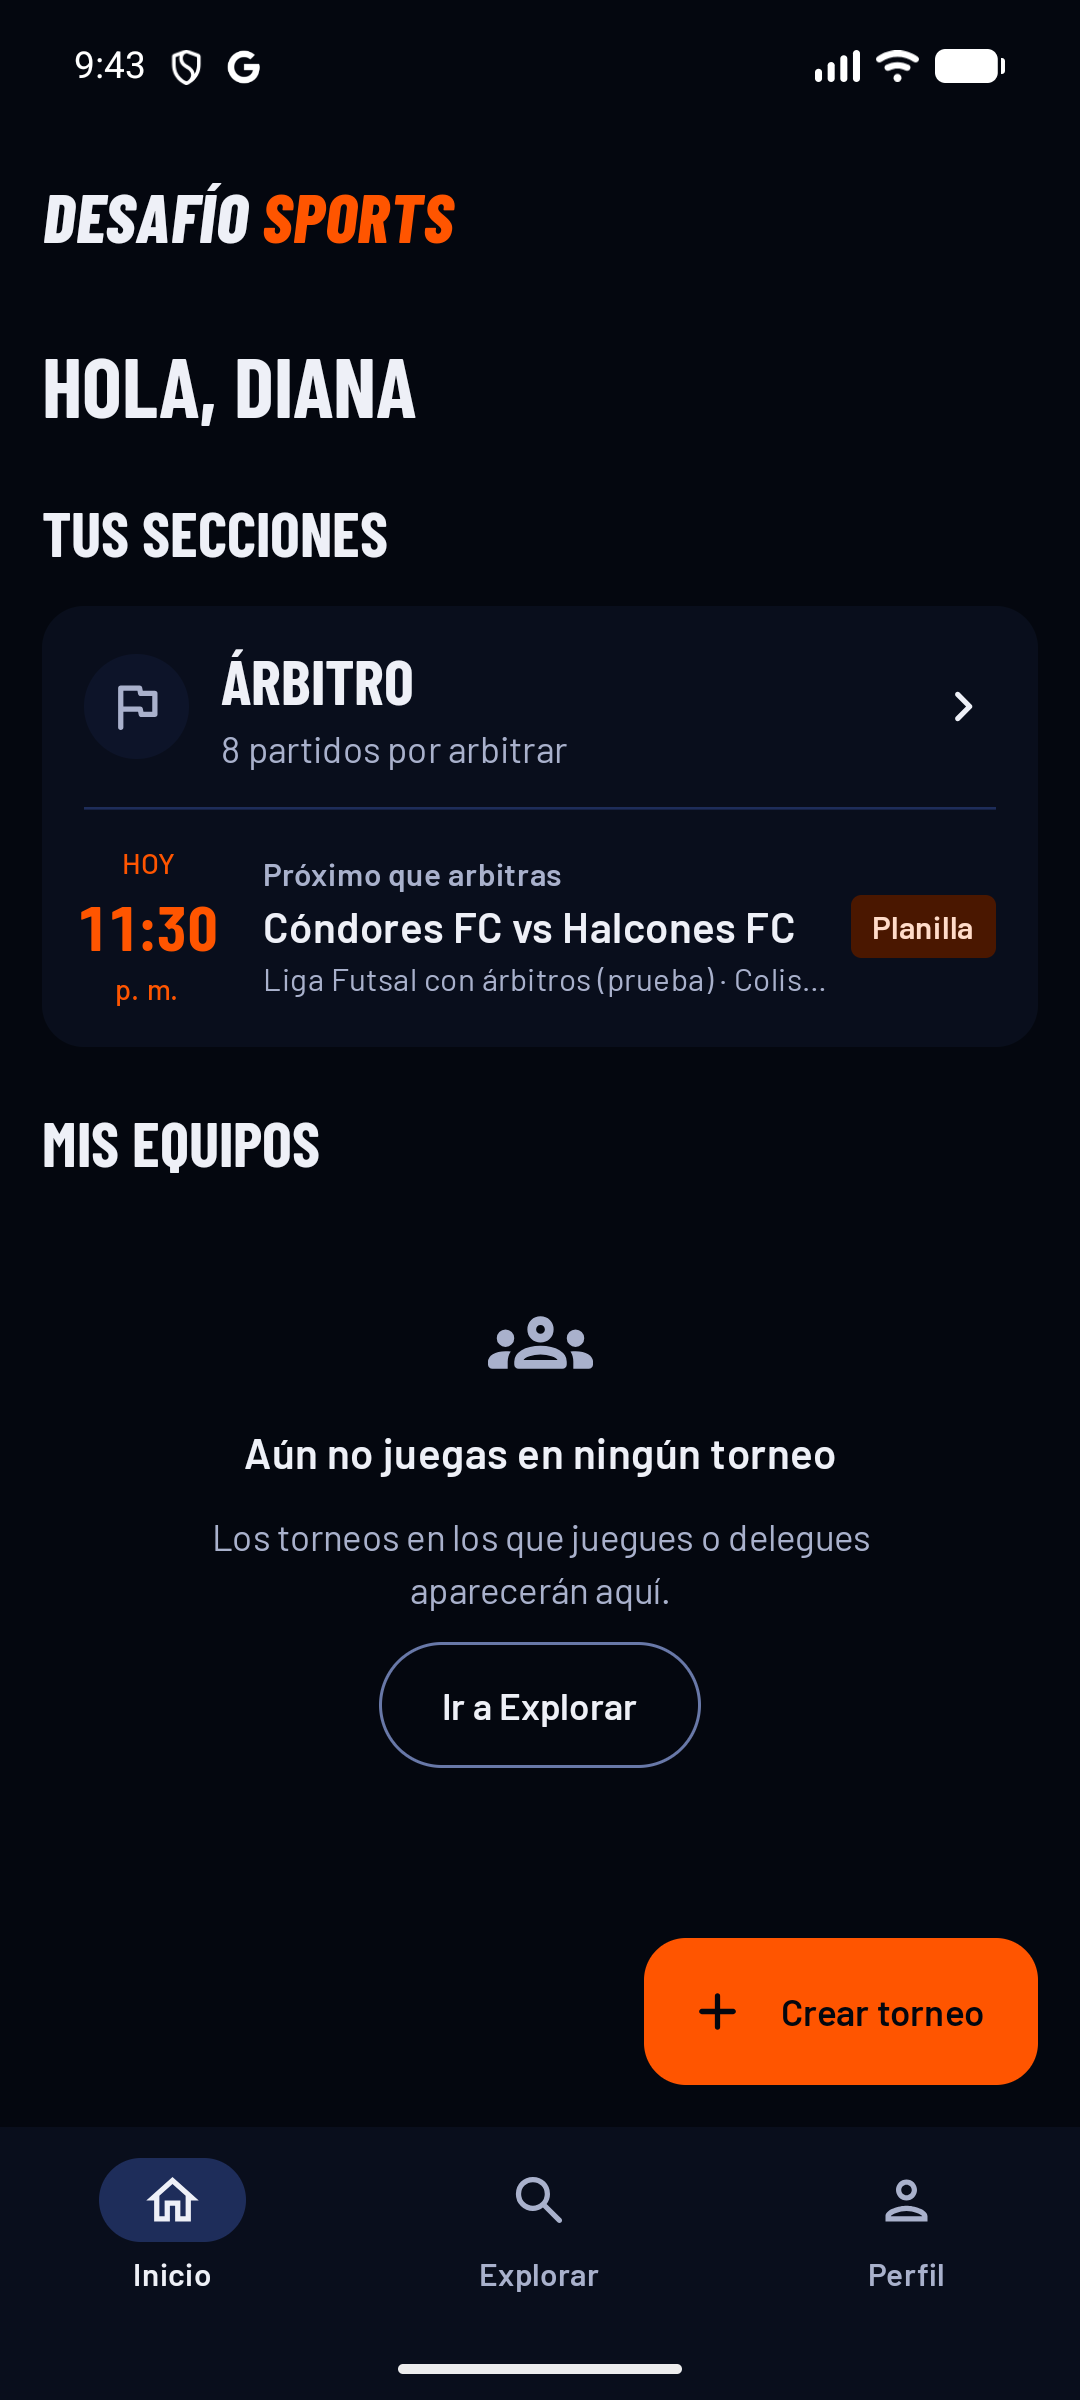 9:43
DESAFÍO SPORTS
HOLA, DIANA
TUS SECCIONES
ÁRBITRO
8 partidos por arbitrar
HOY
11:30
p. m.
Próximo que arbitras
Cóndores FC vs Halcones FC
Liga Futsal con árbitros (prueba) · Colis...
Planilla
MIS EQUIPOS
Aún no juegas en ningún torneo
Los torneos en los que juegues o delegues
aparecerán aquí.
Ir a Explorar
Crear torneo
Inicio
Explorar
Perfil